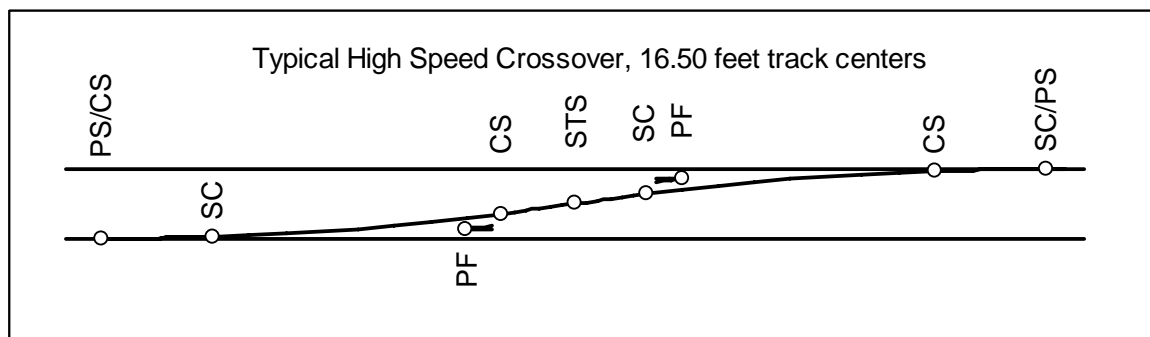 Typical High Speed Crossover, 16.50 feet track centers
PS/CS
SC
CS
STS
SC
PF
CS
SC/PS
PF